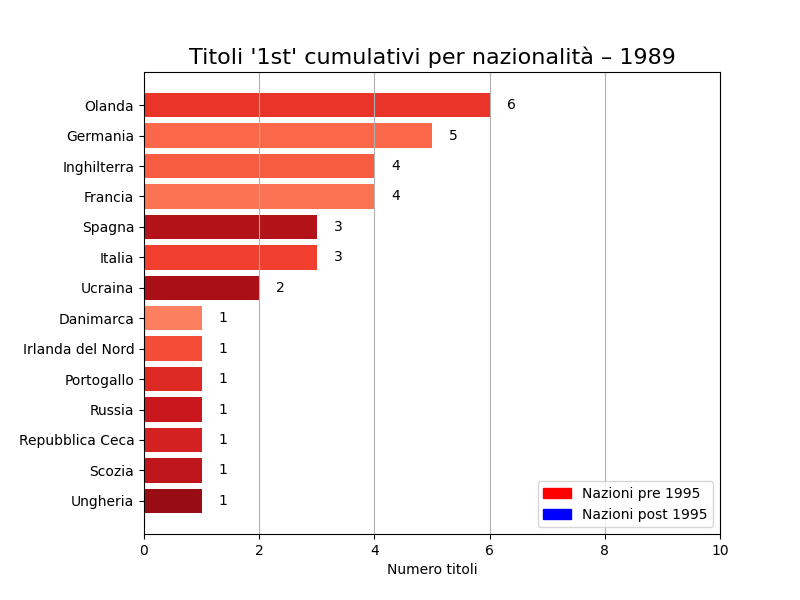 Titoli '1st' cumulativi per nazionalità – 1989
Olanda 6
Germania 5
Inghilterra 4
Francia 4
Spagna 3
Italia 3
Ucraina 2
Danimarca 1
Irlanda del Nord 1
Portogallo 1
Russia 1
Repubblica Ceca 1
Scozia 1
Ungheria 1
Nazioni pre 1995
Nazioni post 1995
0 2 4 6 8 10
Numero titoli